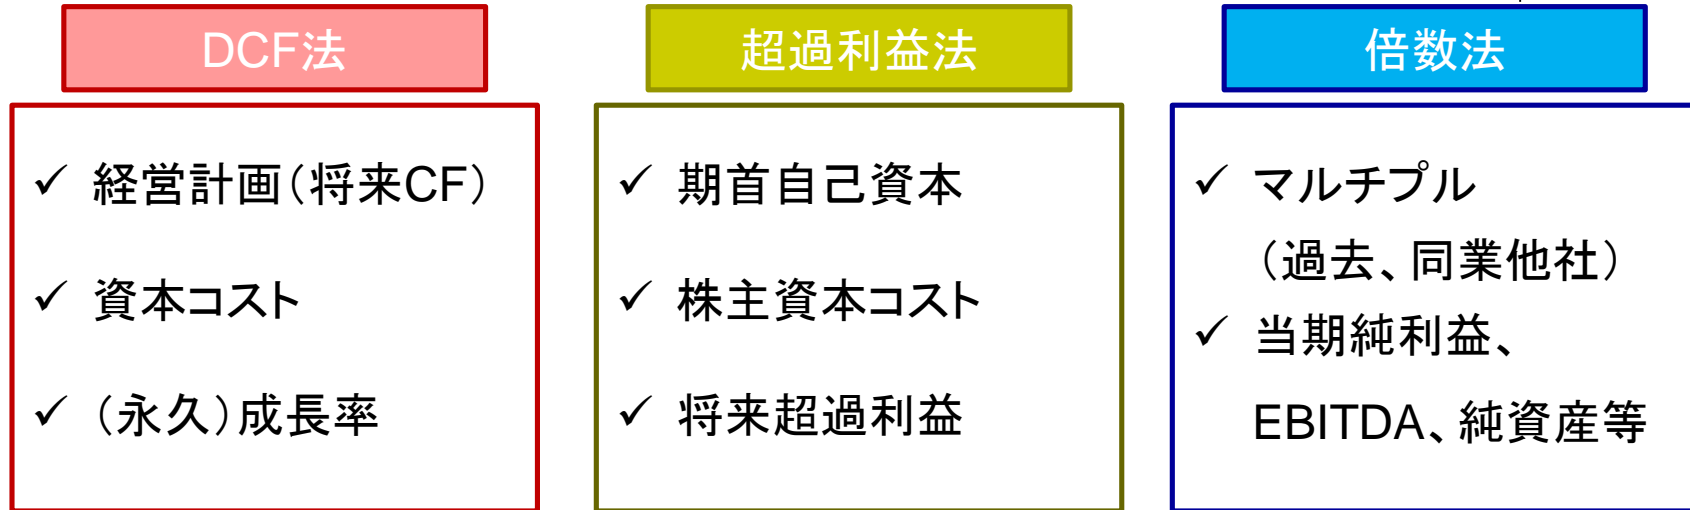 DCF法
✓ 経営計画（将来CF）
✓ 資本コスト
✓ （永久）成長率
超過利益法
✓ 期首自己資本
✓ 株主資本コスト
✓ 将来超過利益
倍数法
✓ マルチプル
（過去、同業他社）
✓ 当期純利益、
EBITDA、純資産等